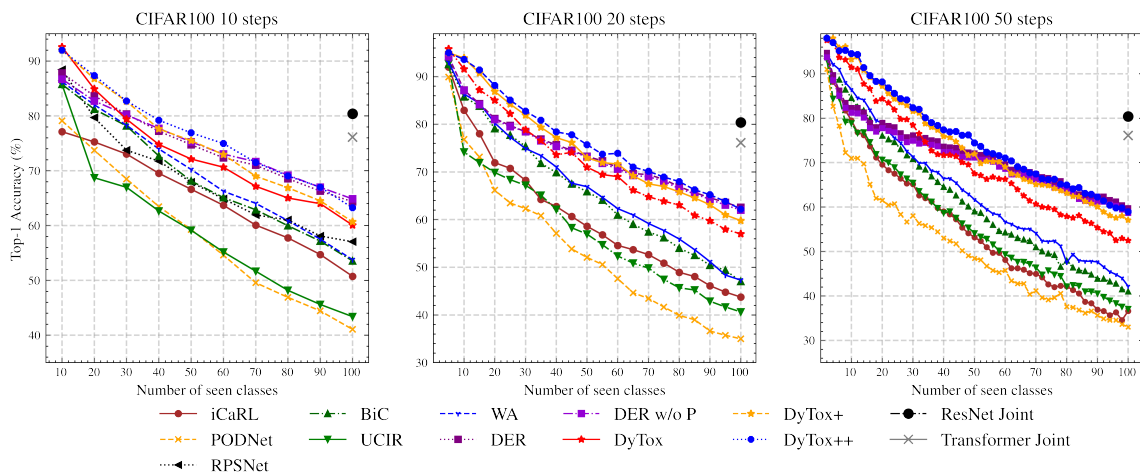 CIFAR100 10 steps
CIFAR100 20 steps
CIFAR100 50 steps
Top-1 Accuracy (%)
90
80
70
60
50
40
10 20 30 40 50 60 70 80 90 100
Number of seen classes
90
80
70
60
50
40
30
10 20 30 40 50 60 70 80 90 100
Number of seen classes
90
80
70
60
50
40
30
10 20 30 40 50 60 70 80 90 100
Number of seen classes
iCaRL BiC WA DER w/o P DyTox+ ResNet Joint
PODNet UCIR DER DyTox DyTox++ Transformer Joint
RPSNet